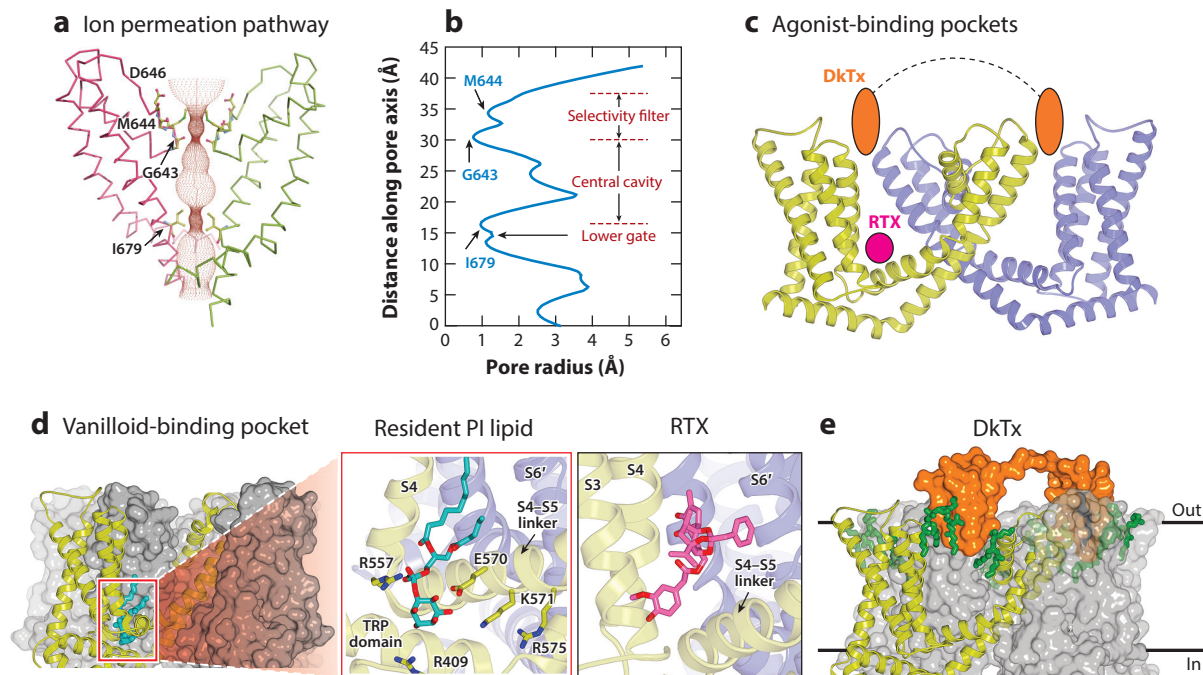 a Ion permeation pathway
D646
M644
G643
I679
b
Distance along pore axis (Å)
45
40
35
30
25
20
15
10
5
0
M644
G643
I679
Selectivity filter
Central cavity
Lower gate
0 1 2 3 4 5 6
Pore radius (Å)
c Agonist-binding pockets
DkTx
RTX
d Vanilloid-binding pocket
Resident PI lipid
S4
S6′
S4–S5
linker
R557
E570
K571
TRP
domain
R409
R575
RTX
S3
S4
S6′
S4–S5
linker
e DkTx
Out
In